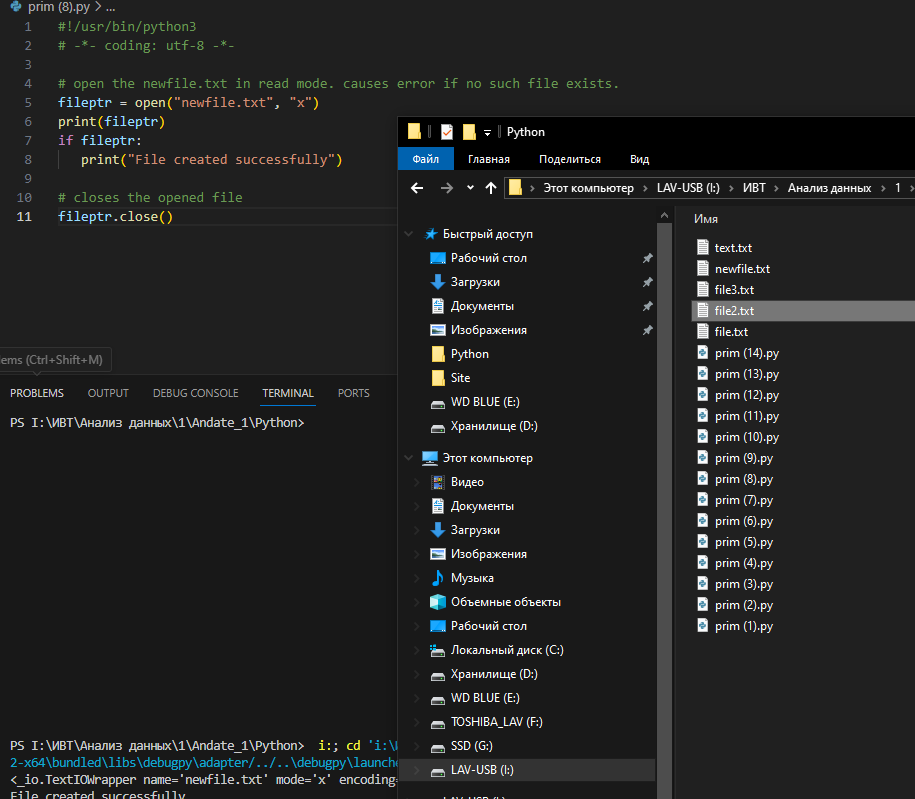 prim (8).py > ...
1 #!/usr/bin/python3
2 # -*- coding: utf-8 -*-
3
4 # open the newfile.txt in read mode. causes error if no such file exists.
5 fileptr = open("newfile.txt", "x")
6 print(fileptr)
7 if fileptr:
8 print("File created successfully")
9
10 # closes the opened file
11 fileptr.close()
lems (Ctrl+Shift+M)
PROBLEMS OUTPUT DEBUG CONSOLE TERMINAL PORTS
PS I:\ИВТ\Анализ данных\1\Andate_1\Python>
PS I:\ИВТ\Анализ данных\1\Andate_1\Python> i:; cd 'i:\
2-x64\bundled\libs\debugpy\adapter/../..\debugpy\launch
<_io.TextIOWrapper name='newfile.txt' mode='x' encoding=
File created successfully
Python
Файл Главная Поделиться Вид
Этот компьютер > LAV-USB (I:) > ИВТ > Анализ данных > 1 >
Быстрый доступ
Рабочий стол
Загрузки
Документы
Изображения
Python
Site
WD BLUE (E:)
Хранилище (D:)
Этот компьютер
Видео
Документы
Загрузки
Изображения
Музыка
Объемные объекты
Рабочий стол
Локальный диск (C:)
Хранилище (D:)
WD BLUE (E:)
TOSHIBA_LAV (F:)
SSD (G:)
LAV-USB (I:)
Имя
text.txt
newfile.txt
file3.txt
file2.txt
file.txt
prim (14).py
prim (13).py
prim (12).py
prim (11).py
prim (10).py
prim (9).py
prim (8).py
prim (7).py
prim (6).py
prim (5).py
prim (4).py
prim (3).py
prim (2).py
prim (1).py